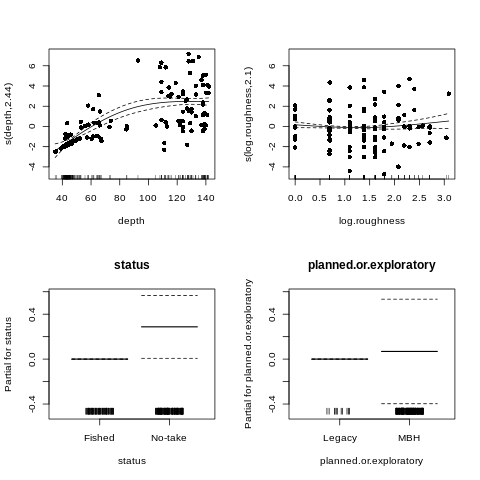 s(depth,2.44)
6
4
2
0
-2
-4
40 60 80 100 120 140
depth
s(log.roughness,2.1)
6
4
2
0
-2
-4
0.0 0.5 1.0 1.5 2.0 2.5 3.0
log.roughness
status
Partial for status
0.4
0.0
-0.4
Fished No-take
status
planned.or.exploratory
Partial for planned.or.exploratory
0.4
0.0
-0.4
Legacy MBH
planned.or.exploratory